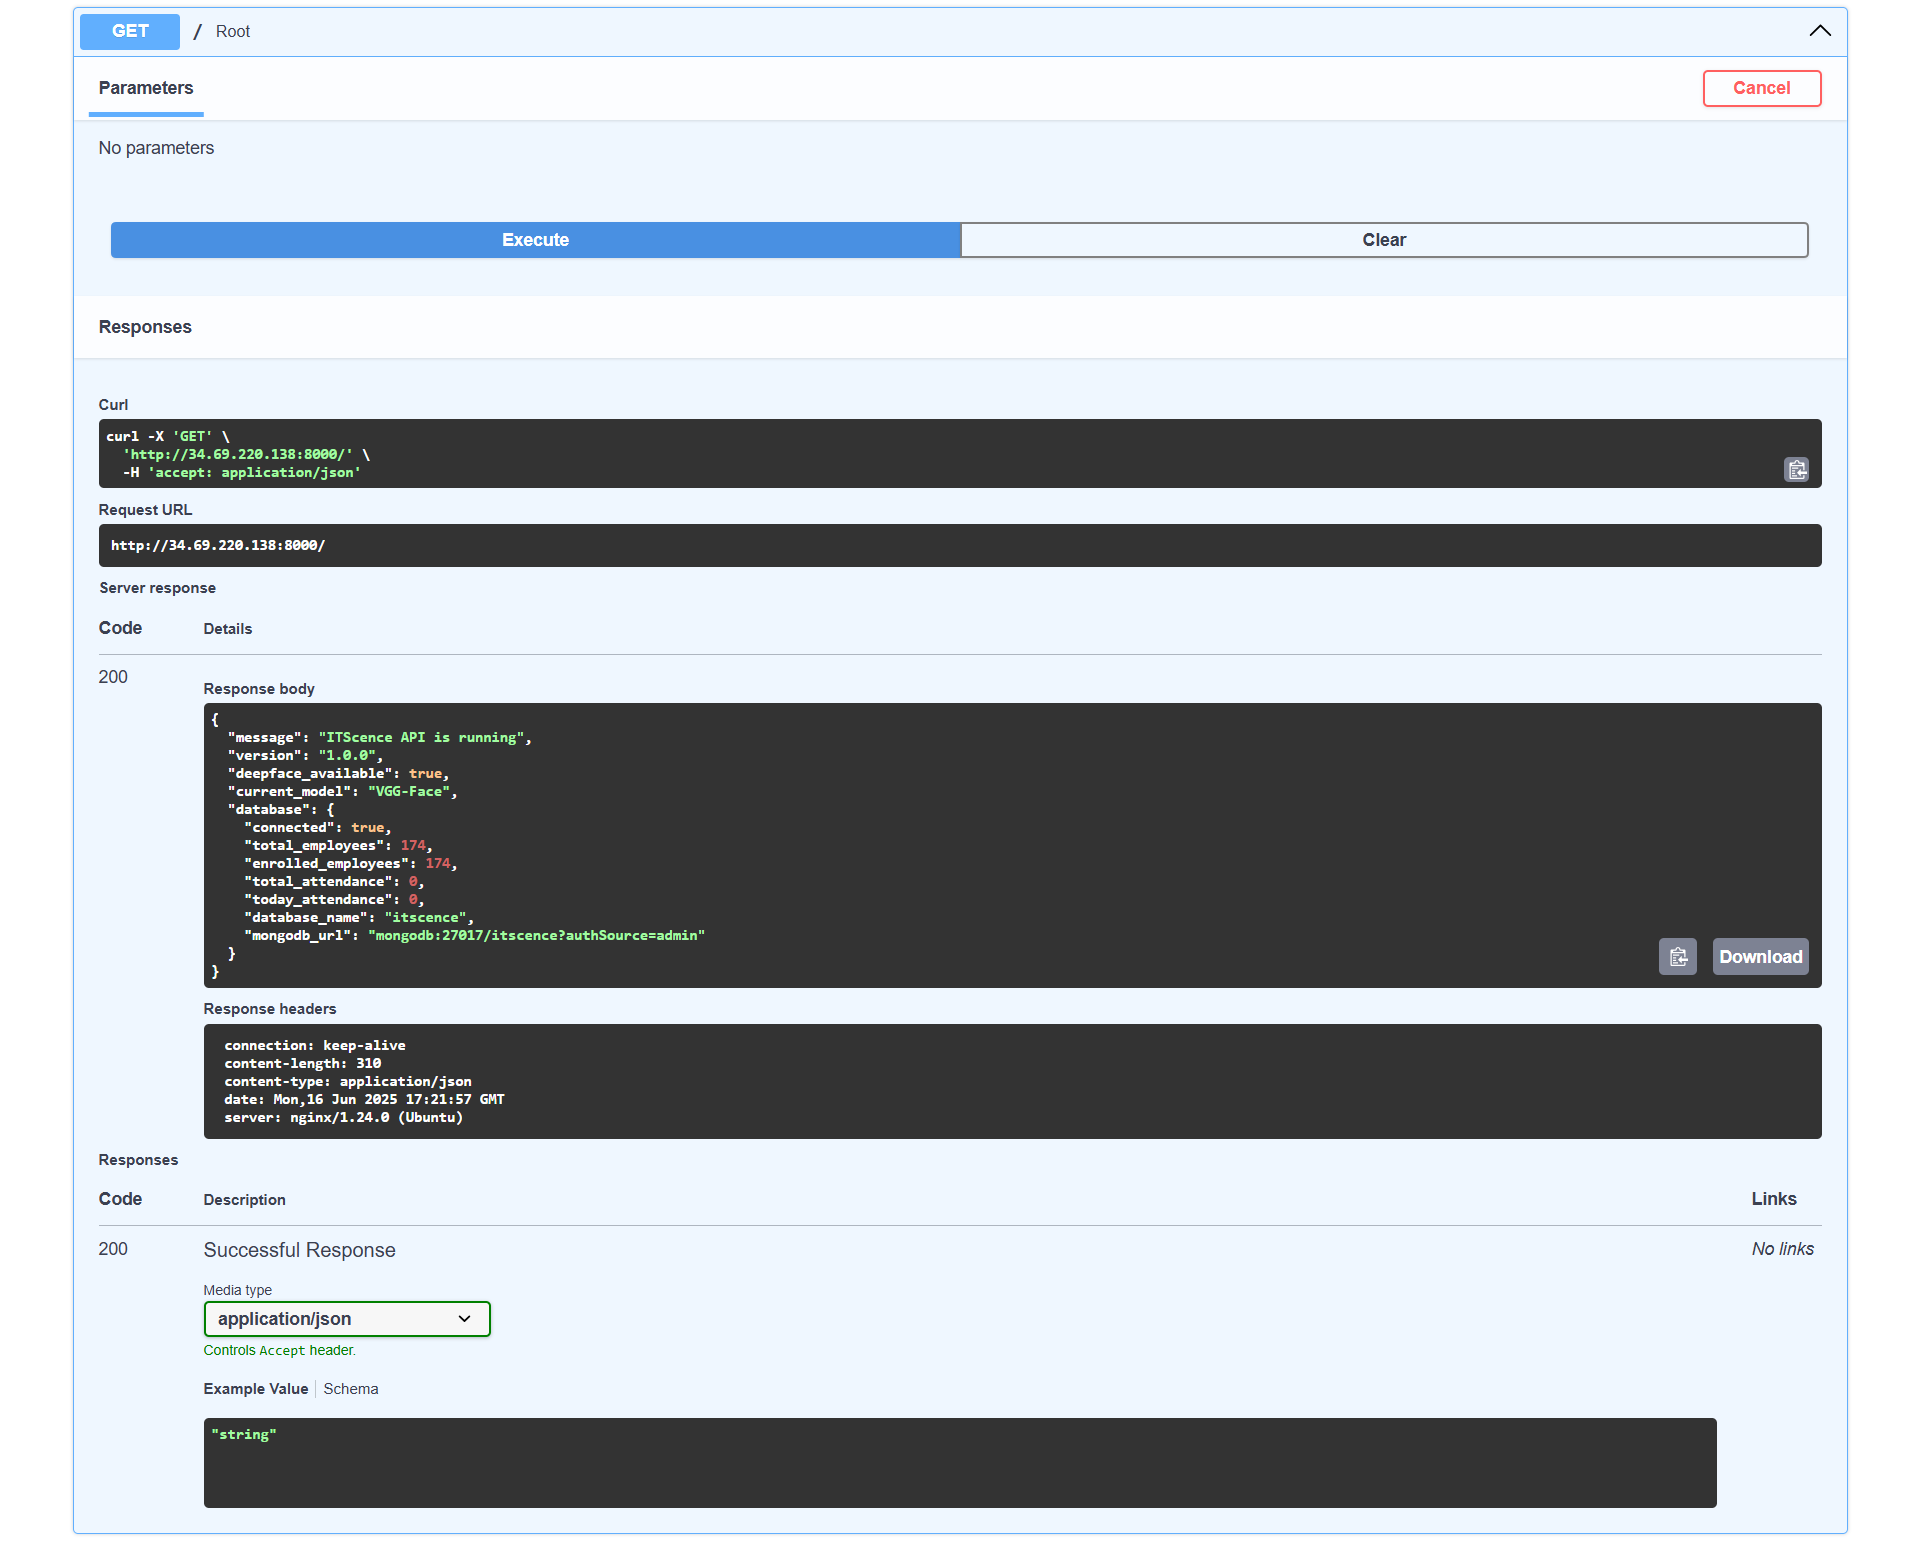 GET / Root
Parameters
Cancel
No parameters
Execute
Clear
Responses
Curl
curl -X 'GET' \
  'http://34.69.220.138:8000/' \
  -H 'accept: application/json'
Request URL
http://34.69.220.138:8000/
Server response
Code Details
200
Response body
{
  "message": "ITScence API is running",
  "version": "1.0.0",
  "deepface_available": true,
  "current_model": "VGG-Face",
  "database": {
    "connected": true,
    "total_employees": 174,
    "enrolled_employees": 174,
    "total_attendance": 0,
    "today_attendance": 0,
    "database_name": "itscence",
    "mongodb_url": "mongodb:27017/itscence?authSource=admin"
  }
}
Download
Response headers
connection: keep-alive
content-length: 310
content-type: application/json
date: Mon,16 Jun 2025 17:21:57 GMT
server: nginx/1.24.0 (Ubuntu)
Responses
Code Description Links
200 Successful Response No links
Media type
application/json
Controls Accept header.
Example Value Schema
"string"